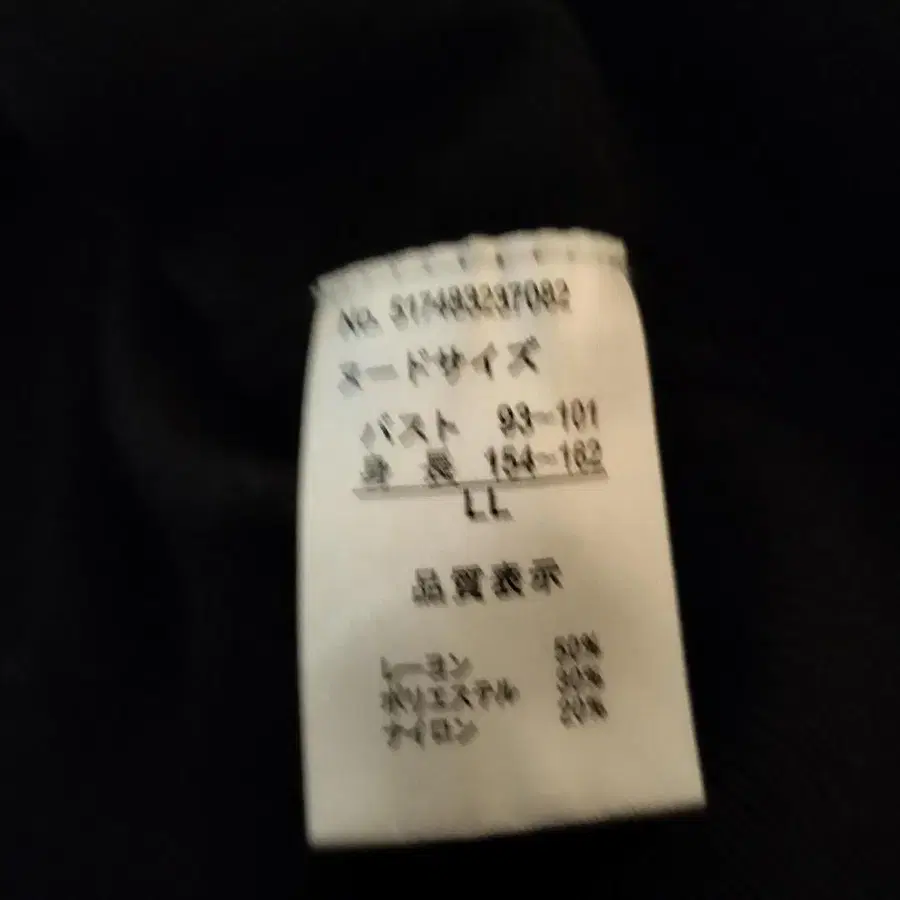 No. 517483297082
ヌードサイズ
バスト 93~101
身長 154~162
LL
品質表示
レーヨン 50%
ポリエステル 30%
ナイロン 20%